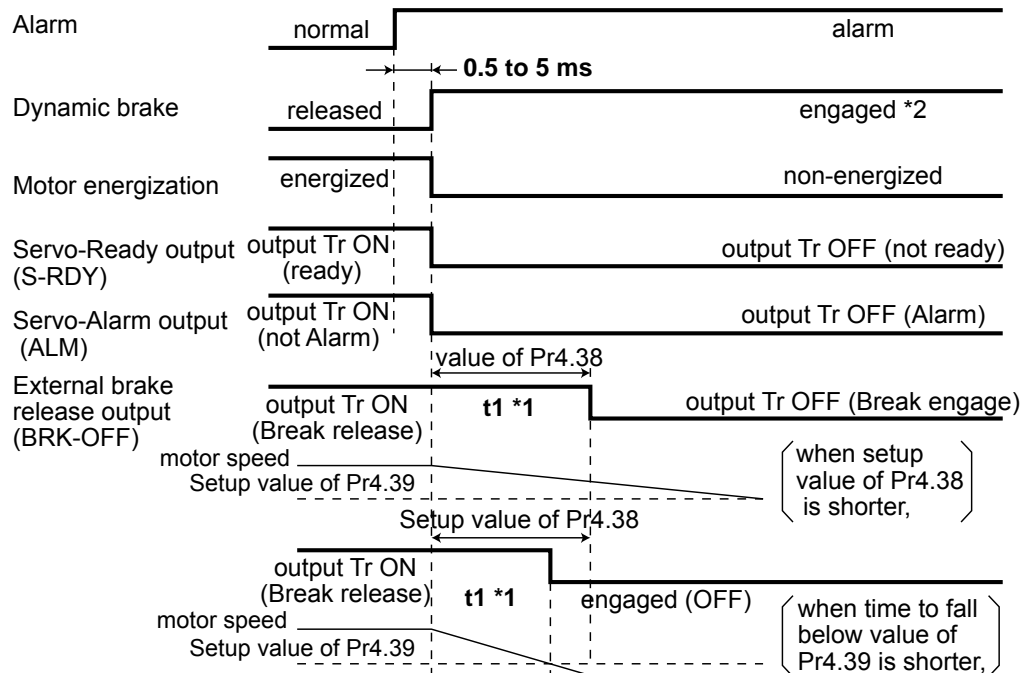 Alarm
normal
alarm
0.5 to 5 ms
Dynamic brake
released
engaged *2
Motor energization
energized
non-energized
Servo-Ready output
(S-RDY)
output Tr ON
(ready)
output Tr OFF (not ready)
Servo-Alarm output
(ALM)
output Tr ON
(not Alarm)
output Tr OFF (Alarm)
value of Pr4.38
External brake
release output
(BRK-OFF)
output Tr ON
(Break release)
t1 *1
output Tr OFF (Break engage)
motor speed
Setup value of Pr4.39
when setup
value of Pr4.38
is shorter,
Setup value of Pr4.38
output Tr ON
(Break release)
t1 *1
engaged (OFF)
motor speed
Setup value of Pr4.39
when time to fall
below value of
Pr4.39 is shorter,